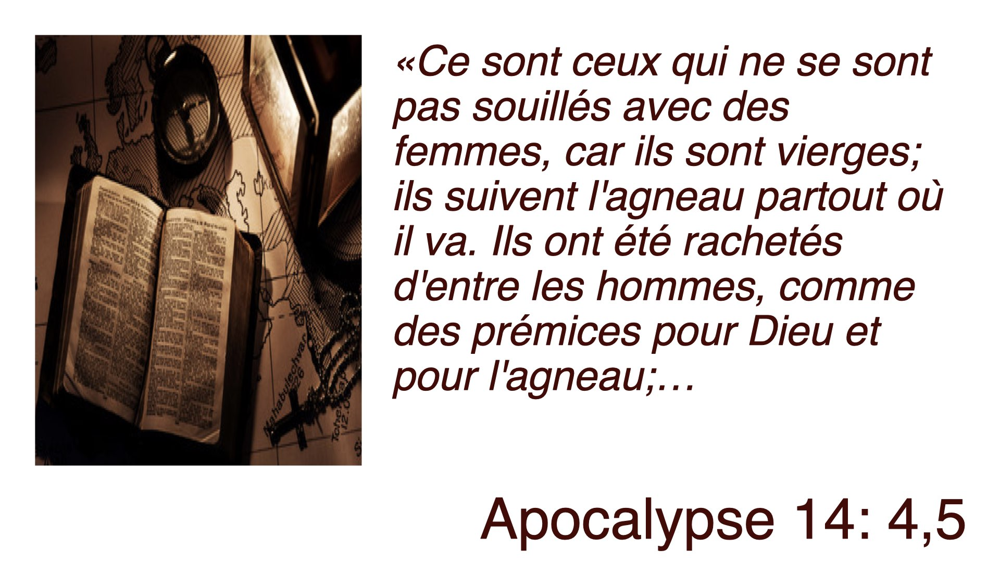 «Ce sont ceux qui ne se sont
pas souillés avec des
femmes, car ils sont vierges;
ils suivent l'agneau partout où
il va. Ils ont été rachetés
d'entre les hommes, comme
des prémices pour Dieu et
pour l'agneau;…
Mahabuleschvar
56
Apocalypse 14: 4,5